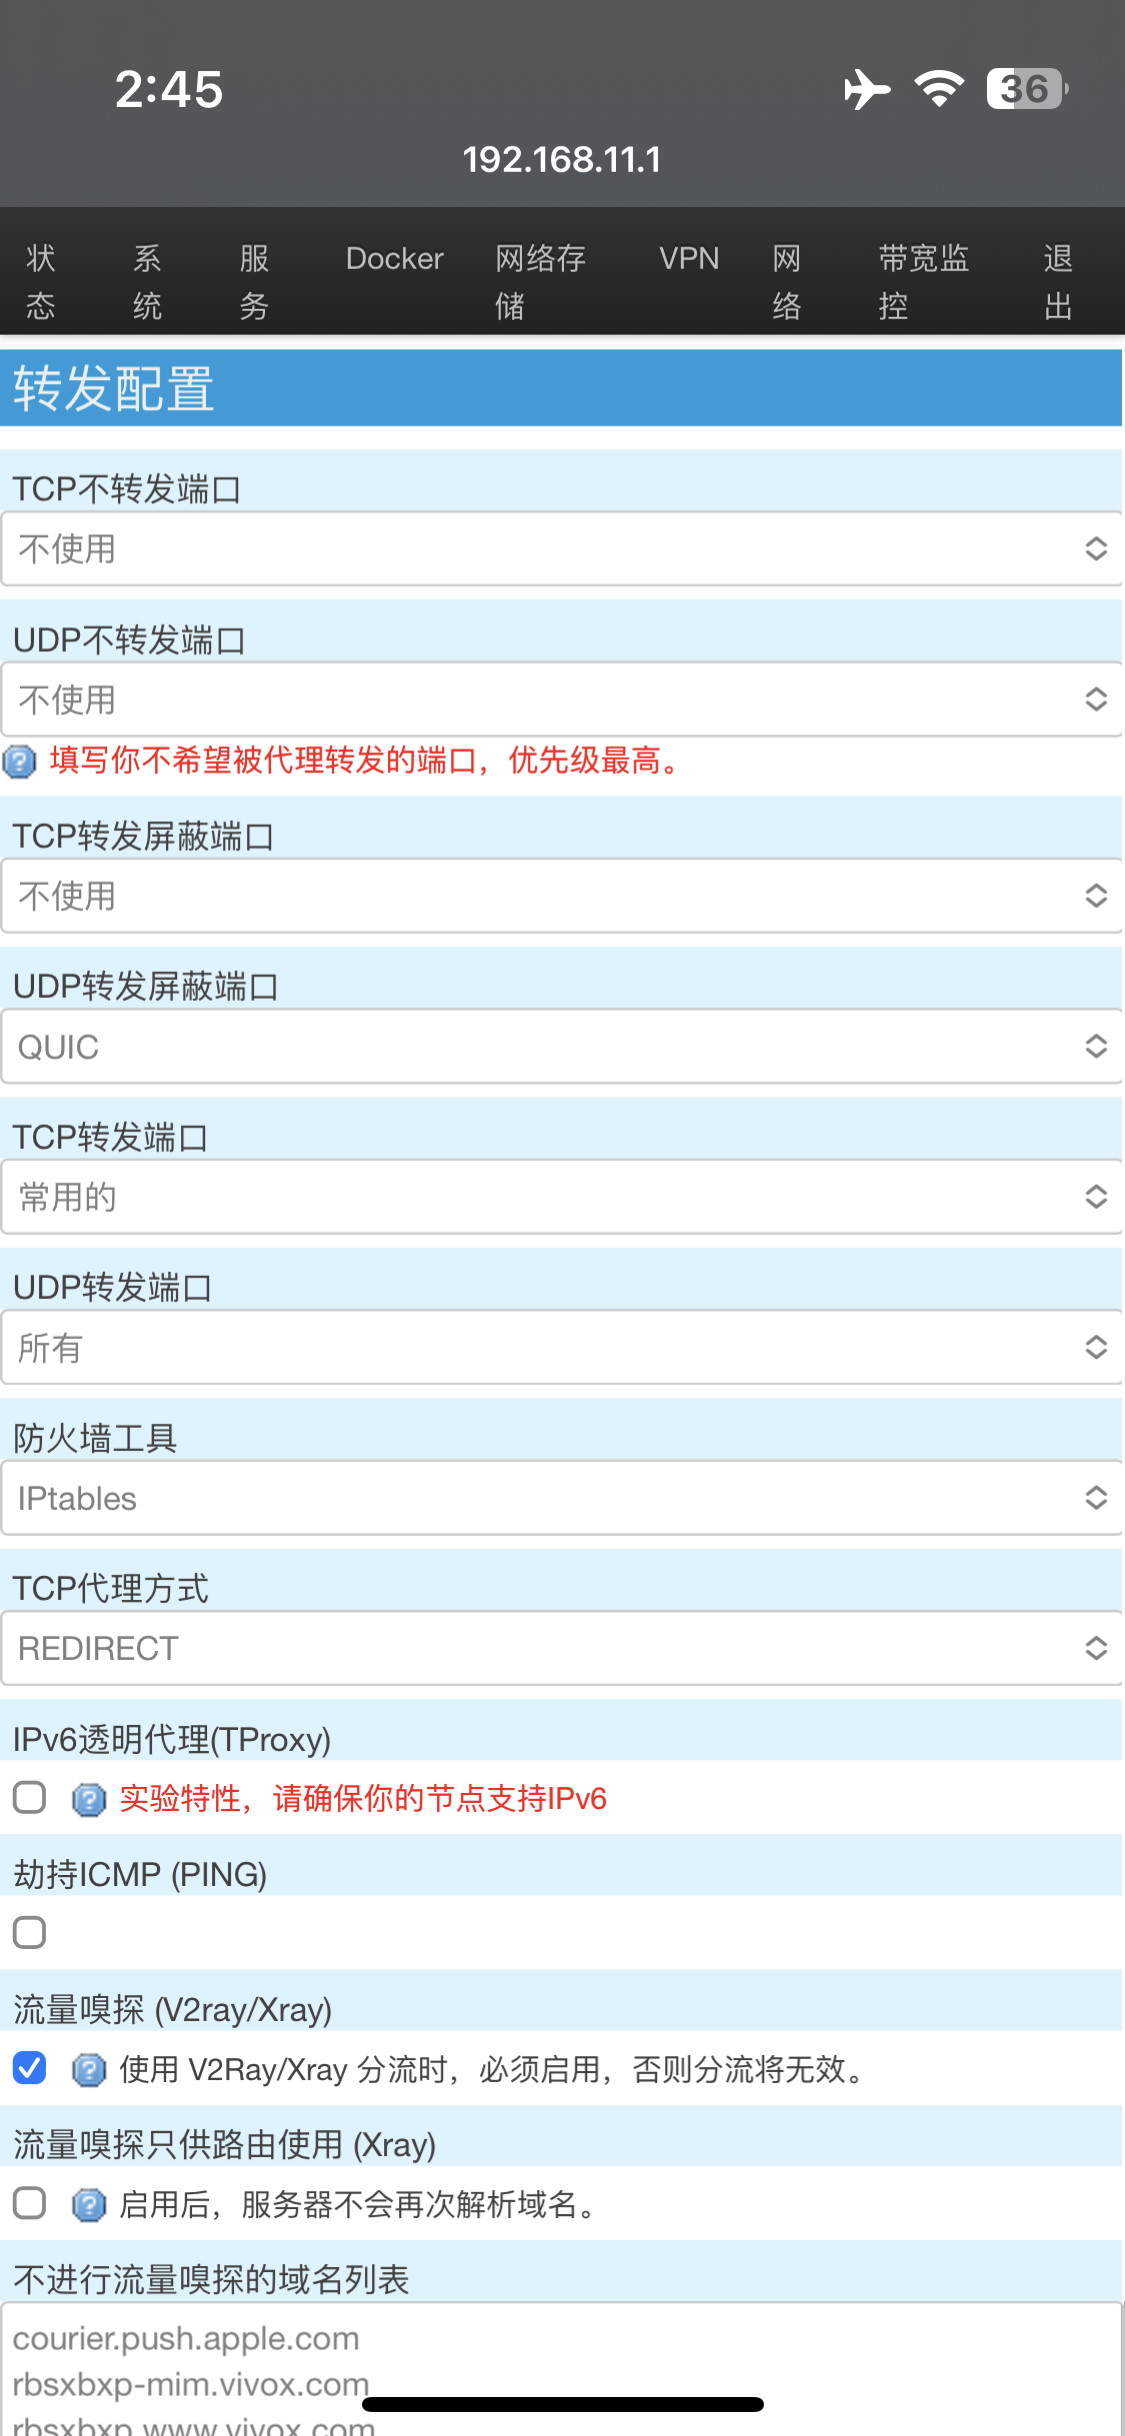 2:45
36
192.168.11.1
状态
系统
服务
Docker
网络存储
VPN
网络
带宽监控
退出
转发配置
TCP不转发端口
不使用
UDP不转发端口
不使用
填写你不希望被代理转发的端口，优先级最高。
TCP转发屏蔽端口
不使用
UDP转发屏蔽端口
QUIC
TCP转发端口
常用的
UDP转发端口
所有
防火墙工具
IPtables
TCP代理方式
REDIRECT
IPv6透明代理(TProxy)
实验特性，请确保你的节点支持IPv6
劫持ICMP (PING)
流量嗅探 (V2ray/Xray)
使用 V2Ray/Xray 分流时，必须启用，否则分流将无效。
流量嗅探只供路由使用 (Xray)
启用后，服务器不会再次解析域名。
不进行流量嗅探的域名列表
courier.push.apple.com
rbsxbxp-mim.vivox.com
rbsxbxp.www.vivox.com